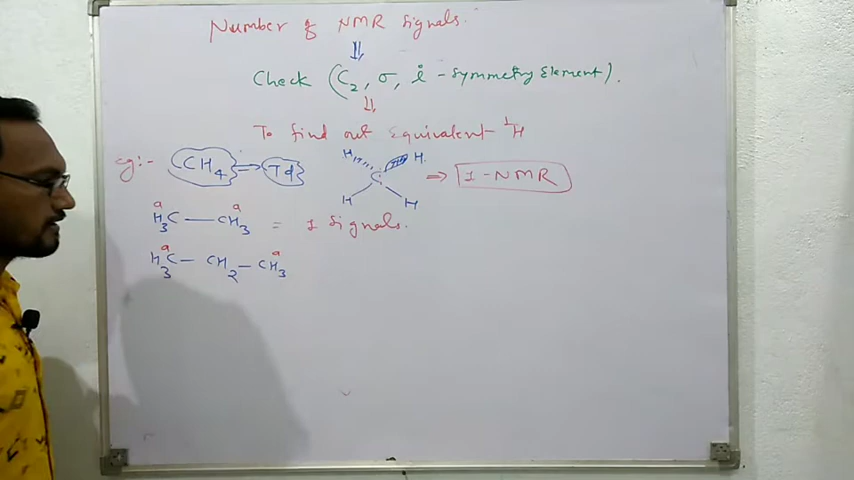 Number of NMR Signals.
⇓
Check (C2, σ, i - Symmetry Element).
⇓
To find out equivalent 1H
eg:- CH4 ⇒ Td H H. C H H ⇒ 1-NMR
a a
H3C — CH3 = 1 Signals.
a a
H3C — CH2 — CH3